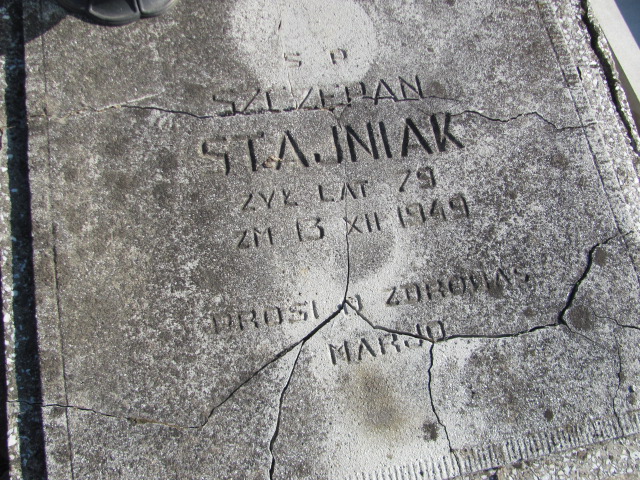 S P
SZCZEPAN
STAJNIAK
ŻYŁ LAT 79
ZM 13 XII 1949
PROSI O ZDROWAŚ
MARJO